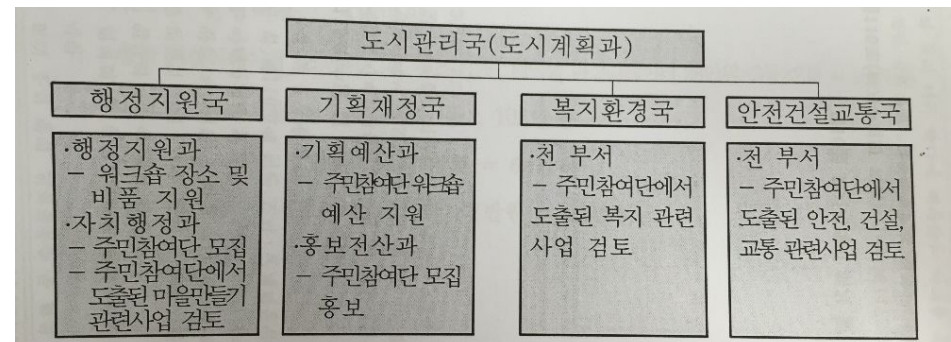 도시관리국(도시계획과)
행정지원국
·행정지원과
- 워크숍 장소 및
비품 지원
·자치행정과
- 주민참여단 모집
- 주민참여단에서
도출된 마을만들기
관련사업 검토
기획재정국
·기획예산과
- 주민참여단 워크숍
예산 지원
·홍보전산과
- 주민참여단 모집
홍보
복지환경국
·전 부서
- 주민참여단에서
도출된 복지 관련
사업 검토
안전건설교통국
·전 부서
- 주민참여단에서
도출된 안전, 건설,
교통 관련사업 검토